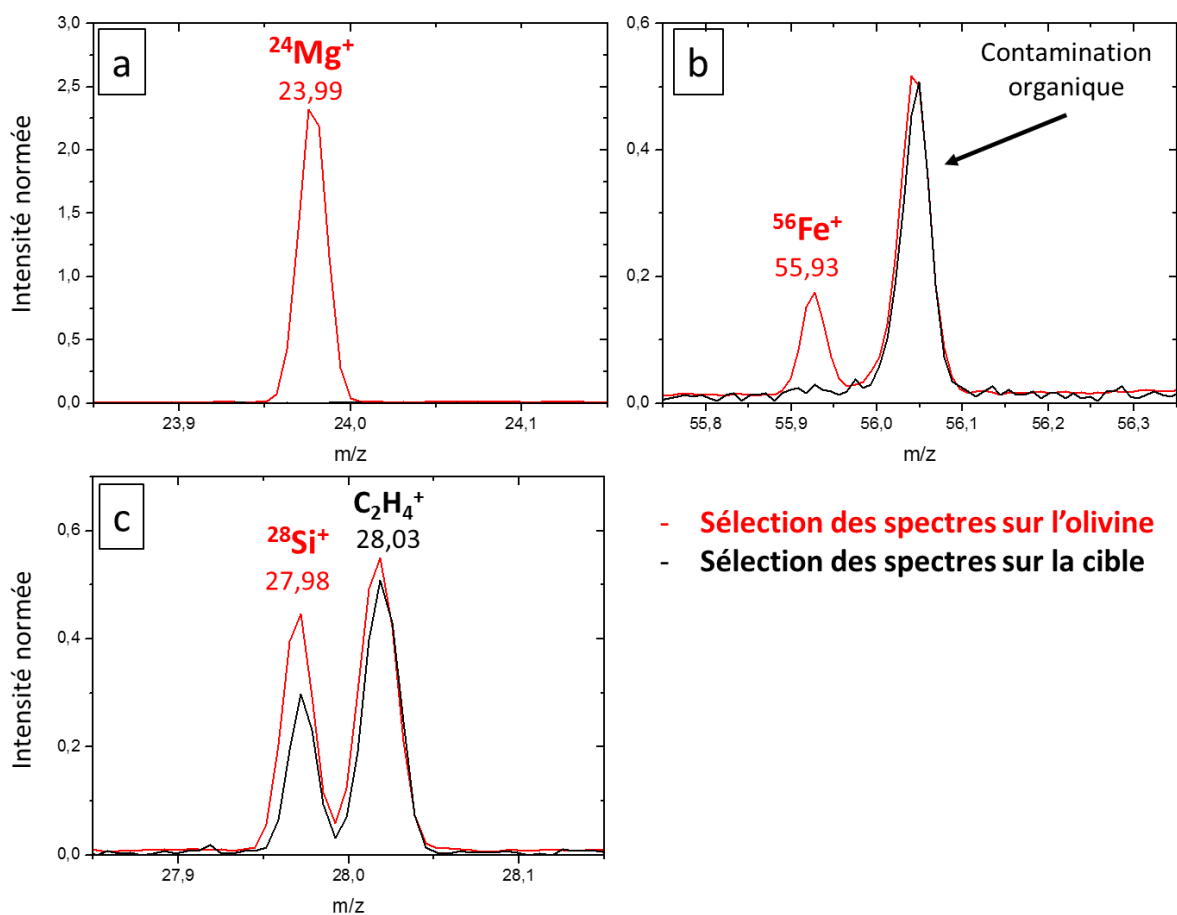 a
²⁴Mg⁺
23,99
Intensité normée
3,0
2,5
2,0
1,5
1,0
0,5
0,0
23,9
24,0
24,1
m/z
b
Contamination
organique
⁵⁶Fe⁺
55,93
0,6
0,4
0,2
0,0
55,8
55,9
56,0
56,1
56,2
56,3
m/z
c
C₂H₄⁺
28,03
²⁸Si⁺
27,98
Intensité normée
0,6
0,4
0,2
0,0
27,9
28,0
28,1
m/z
- Sélection des spectres sur l’olivine
- Sélection des spectres sur la cible